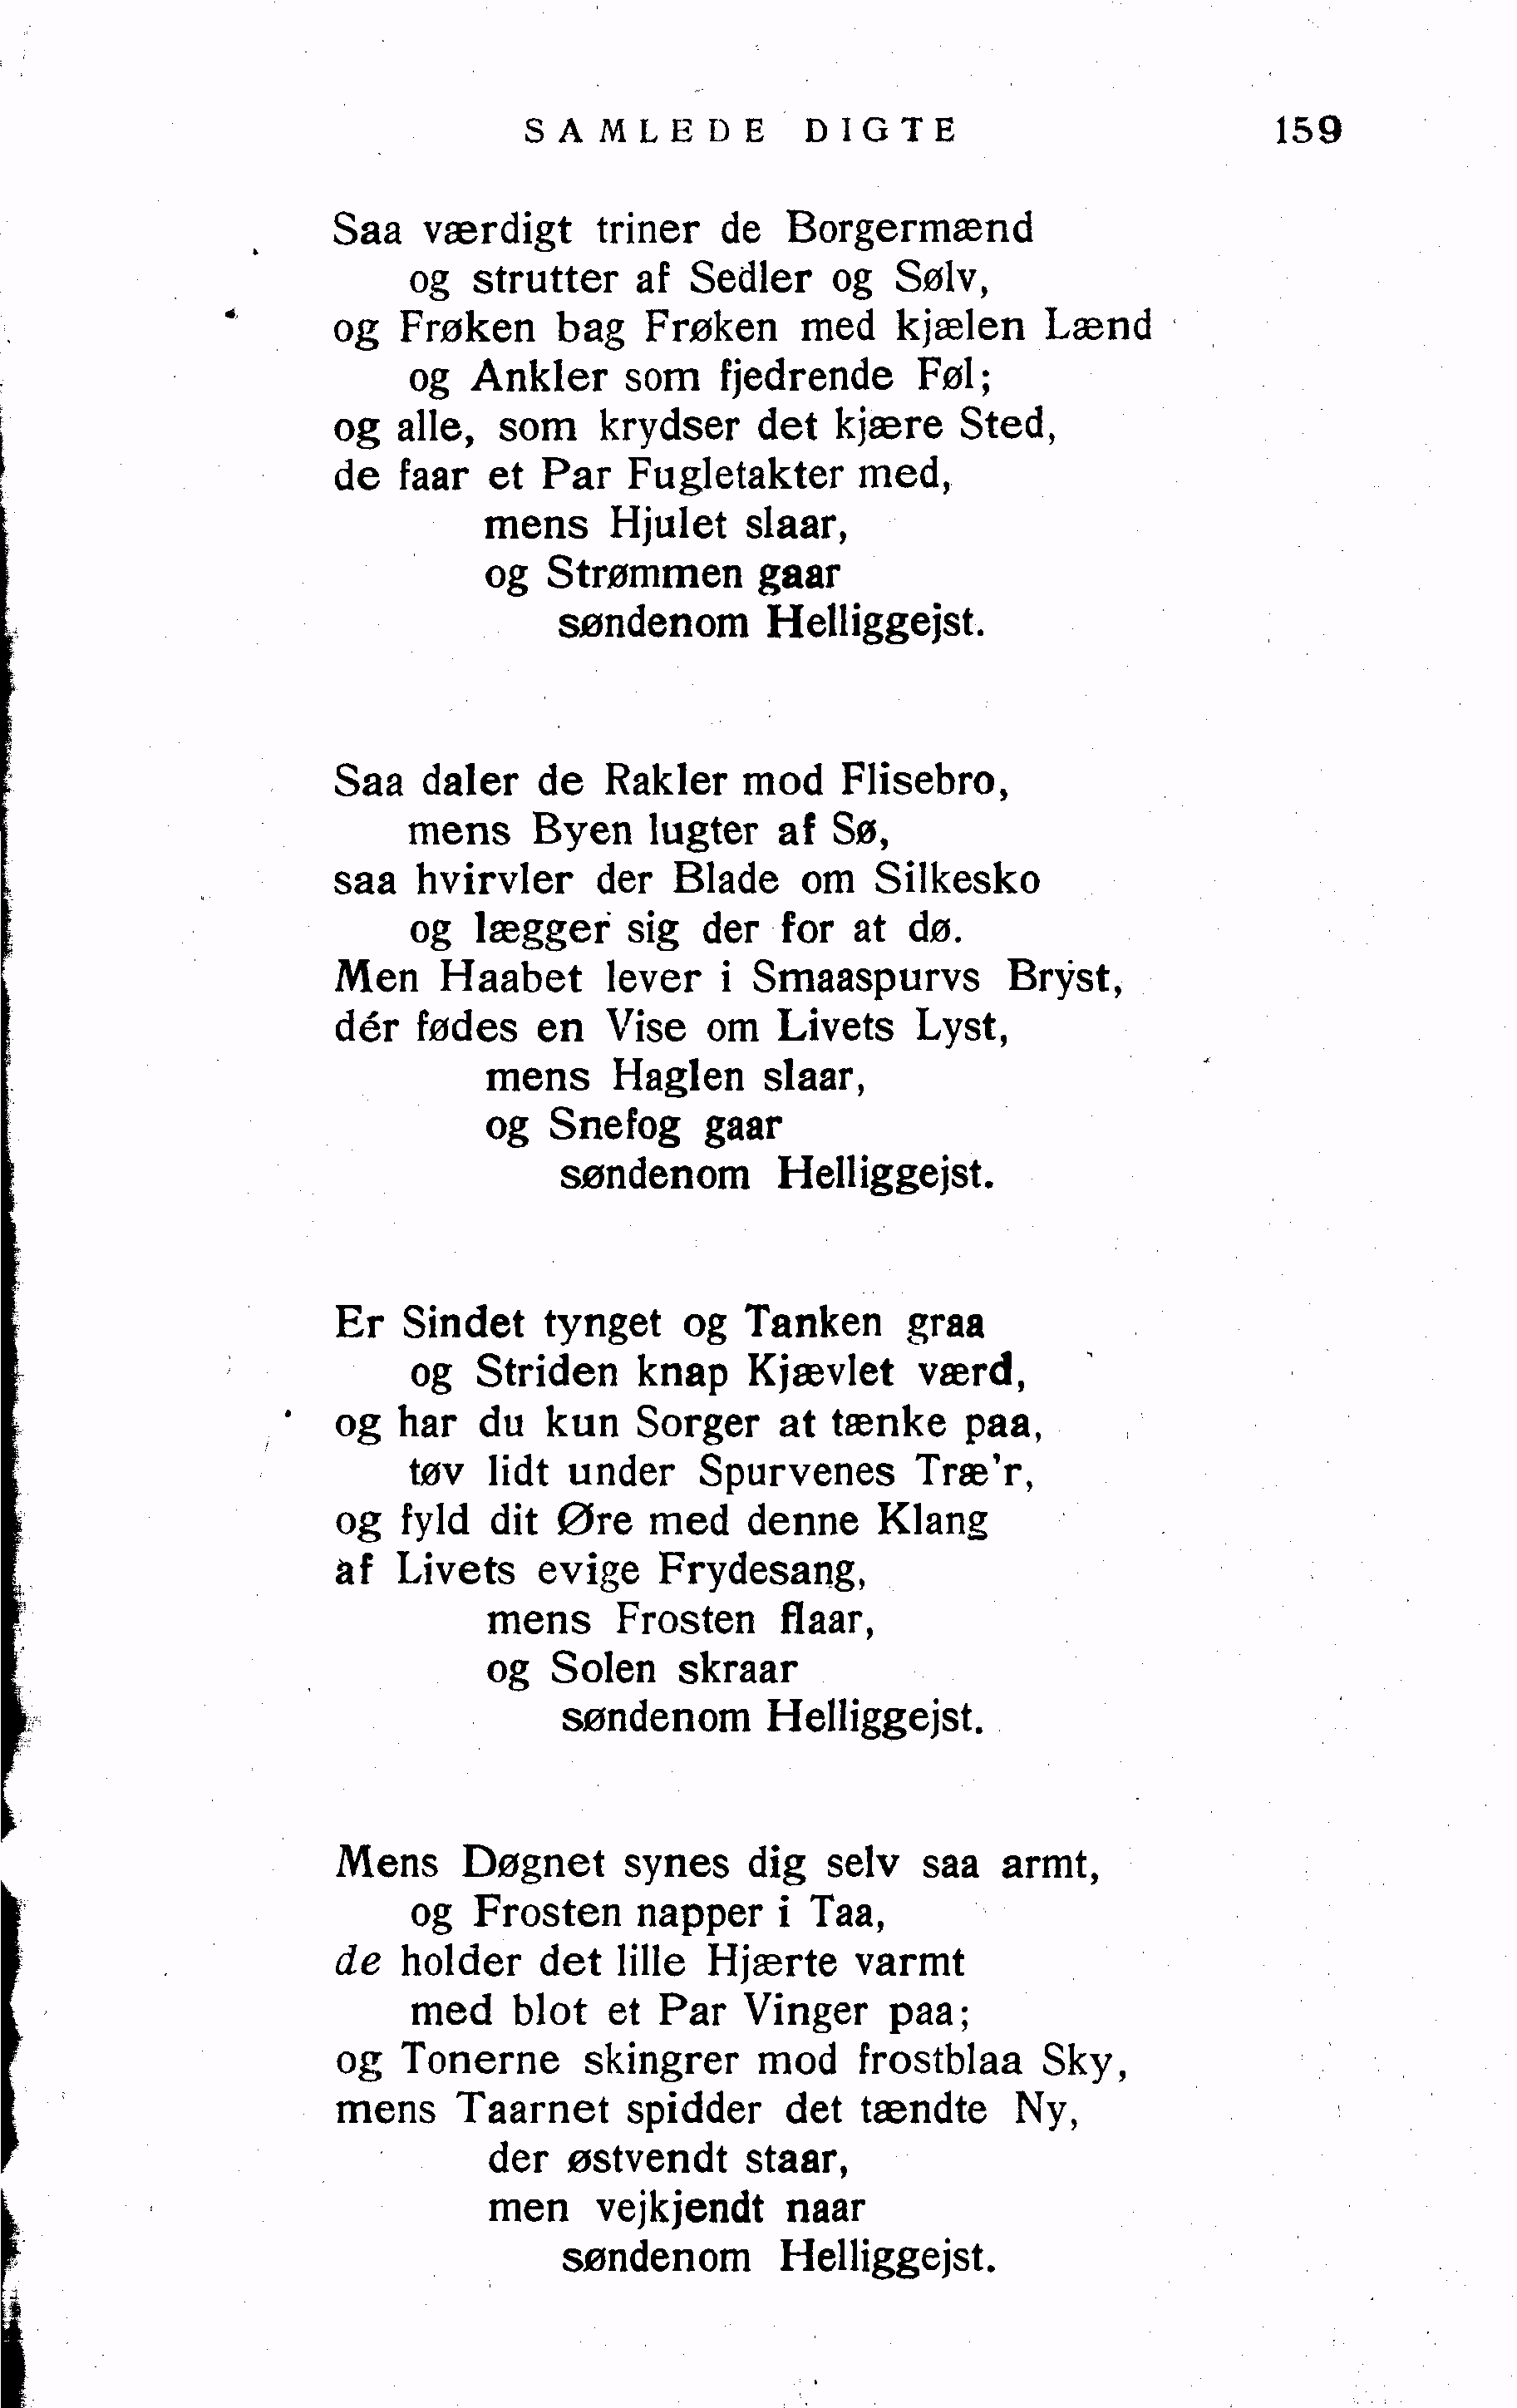 SAMLEDE DIGTE 159
Saa værdigt triner de Borgermænd
og strutter af Sedler og Sølv,
og Frøken bag Frøken med kjælen Lænd
og Ankler som fjedrende Føl;
og alle, som krydser det kjære Sted,
de faar et Par Fugletakter med,
mens Hjulet slaar,
og Strømmen gaar
søndenom Helliggejst.
Saa daler de Rakler mod Flisebro,
mens Byen lugter af Sø,
saa hvirvler der Blade om Silkesko
og lægger sig der for at dø.
Men Haabet lever i Smaaspurvs Bryst,
dér fødes en Vise om Livets Lyst,
mens Haglen slaar,
og Snefog gaar
søndenom Helliggejst.
Er Sindet tynget og Tanken graa
og Striden knap Kjævlet værd,
og har du kun Sorger at tænke paa,
tøv lidt under Spurvenes Træ'r,
og fyld dit Øre med denne Klang
af Livets evige Frydesang,
mens Frosten flaar,
og Solen skraar
søndenom Helliggejst.
Mens Døgnet synes dig selv saa armt,
og Frosten napper i Taa,
de holder det lille Hjærte varmt
med blot et Par Vinger paa;
og Tonerne skingrer mod frostblaa Sky,
mens Taarnet spidder det tændte Ny,
der østvendt staar,
men vejkjendt naar
søndenom Helliggejst.